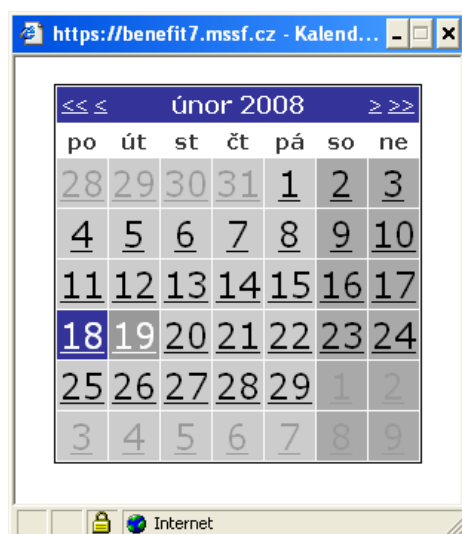 https://benefit7.mssf.cz - Kalend...
<< < únor 2008 > >>
po út st čt pá so ne
28 29 30 31 1 2 3
4 5 6 7 8 9 10
11 12 13 14 15 16 17
18 19 20 21 22 23 24
25 26 27 28 29 1 2
3 4 5 6 7 8 9
Internet